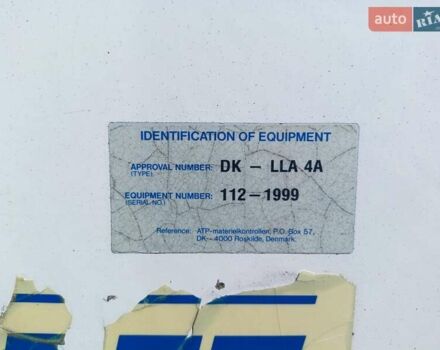 auto RIA
IDENTIFICATION OF EQUIPMENT
APPROVAL NUMBER: DK – LLA 4A
(TYPE)
EQUIPMENT NUMBER: 112–1999
(SERIAL-NO.)
Reference: ATP-materielkontrollen, P.O. Box 57,
DK–4000 Roskilde, Denmark.